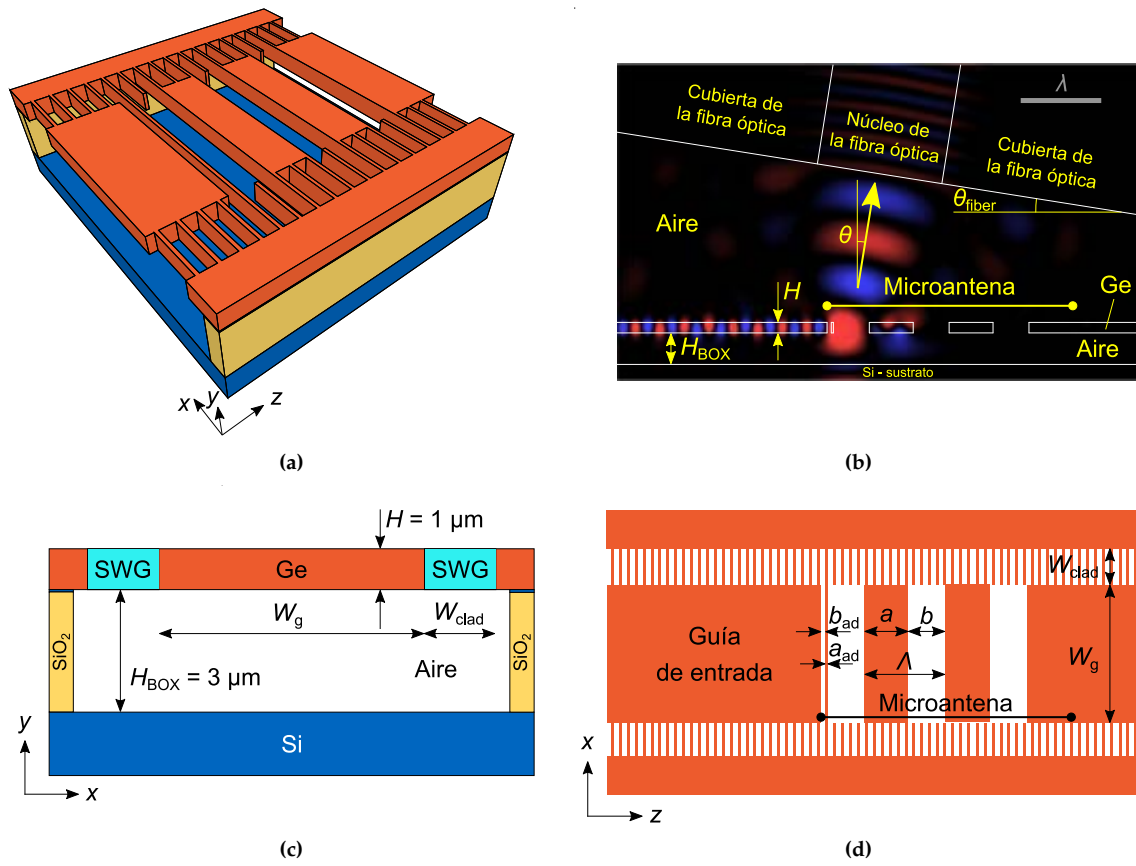 x
y
z
(a)
Cubierta de
la fibra óptica
Núcleo de
la fibra óptica
Cubierta de
la fibra óptica
λ
θfiber
Aire
θ
Microantena
H
Ge
HBOX
Aire
Si - sustrato
(b)
H = 1 µm
SWG
Ge
SWG
Wg
Wclad
SiO2
HBOX = 3 µm
Aire
SiO2
Si
y
x
(c)
Wclad
bad
a
b
Guía
de entrada
aad
Λ
Wg
Microantena
x
z
(d)